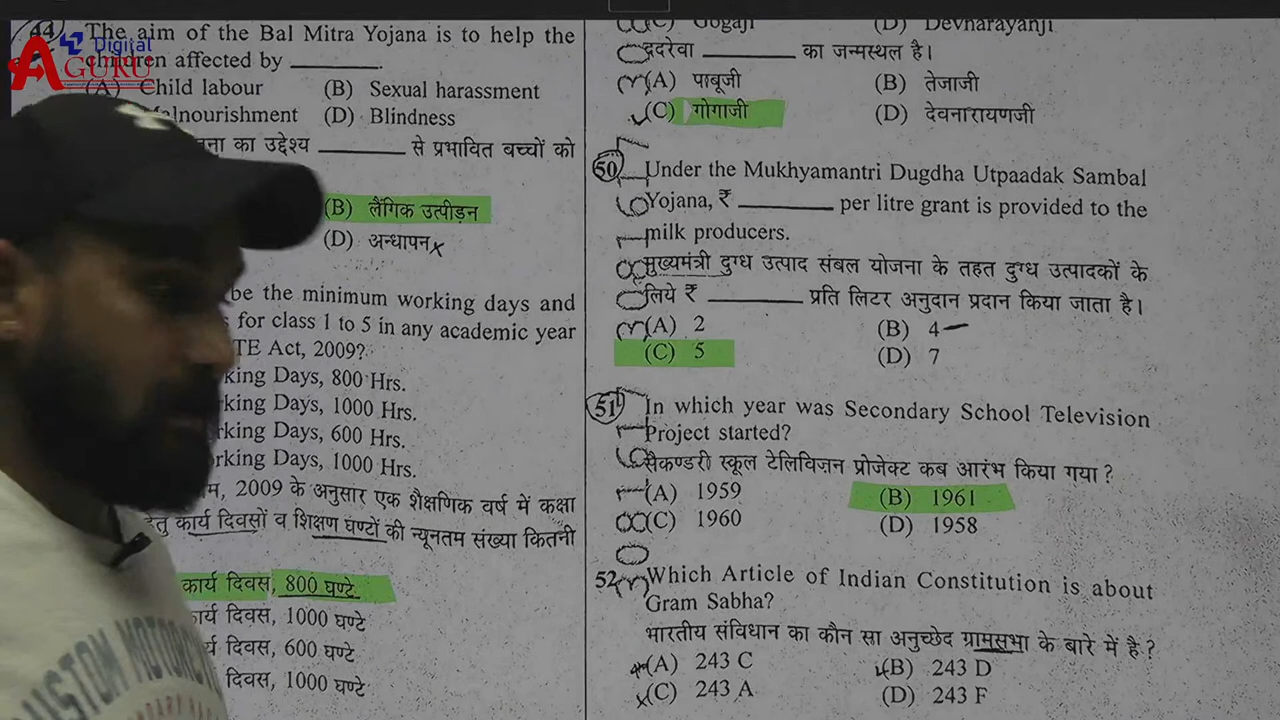 44. The aim of the Bal Mitra Yojana is to help the
children affected by ________.
(A) Child labour (B) Sexual harassment
Malnourishment (D) Blindness
का उद्देश्य ________ से प्रभावित बच्चों को
(B) लैंगिक उत्पीड़न
(D) अन्धापन
be the minimum working days and
for class 1 to 5 in any academic year
TE Act, 2009?
king Days, 800 Hrs.
rking Days, 1000 Hrs.
rking Days, 600 Hrs.
rking Days, 1000 Hrs.
2009 के अनुसार एक शैक्षणिक वर्ष में कक्षा
हेतु कार्य दिवसों व शिक्षण घण्टों की न्यूनतम संख्या कितनी
कार्य दिवस, 800 घण्टे
कार्य दिवस, 1000 घण्टे
दिवस, 600 घण्टे
दिवस, 1000 घण्टे
(C) Gogaji (D) Devnarayanji
ददरेवा ________ का जन्मस्थल है।
(A) पाबूजी (B) तेजाजी
(C) गोगाजी (D) देवनारायणजी
50 Under the Mukhyamantri Dugdha Utpaadak Sambal
Yojana, ₹ ________ per litre grant is provided to the
milk producers.
मुख्यमंत्री दुग्ध उत्पाद संबल योजना के तहत दुग्ध उत्पादकों के
लिये ₹ ________ प्रति लिटर अनुदान प्रदान किया जाता है।
(A) 2 (B) 4
(C) 5 (D) 7
51 In which year was Secondary School Television
Project started?
सैकण्डरी स्कूल टेलिविज़न प्रोजेक्ट कब आरंभ किया गया ?
(A) 1959 (B) 1961
(C) 1960 (D) 1958
52 Which Article of Indian Constitution is about
Gram Sabha?
भारतीय संविधान का कौन सा अनुच्छेद ग्रामसभा के बारे में है ?
(A) 243 C (B) 243 D
(C) 243 A (D) 243 F
Digital
A GURU
CUSTOM MOTOR